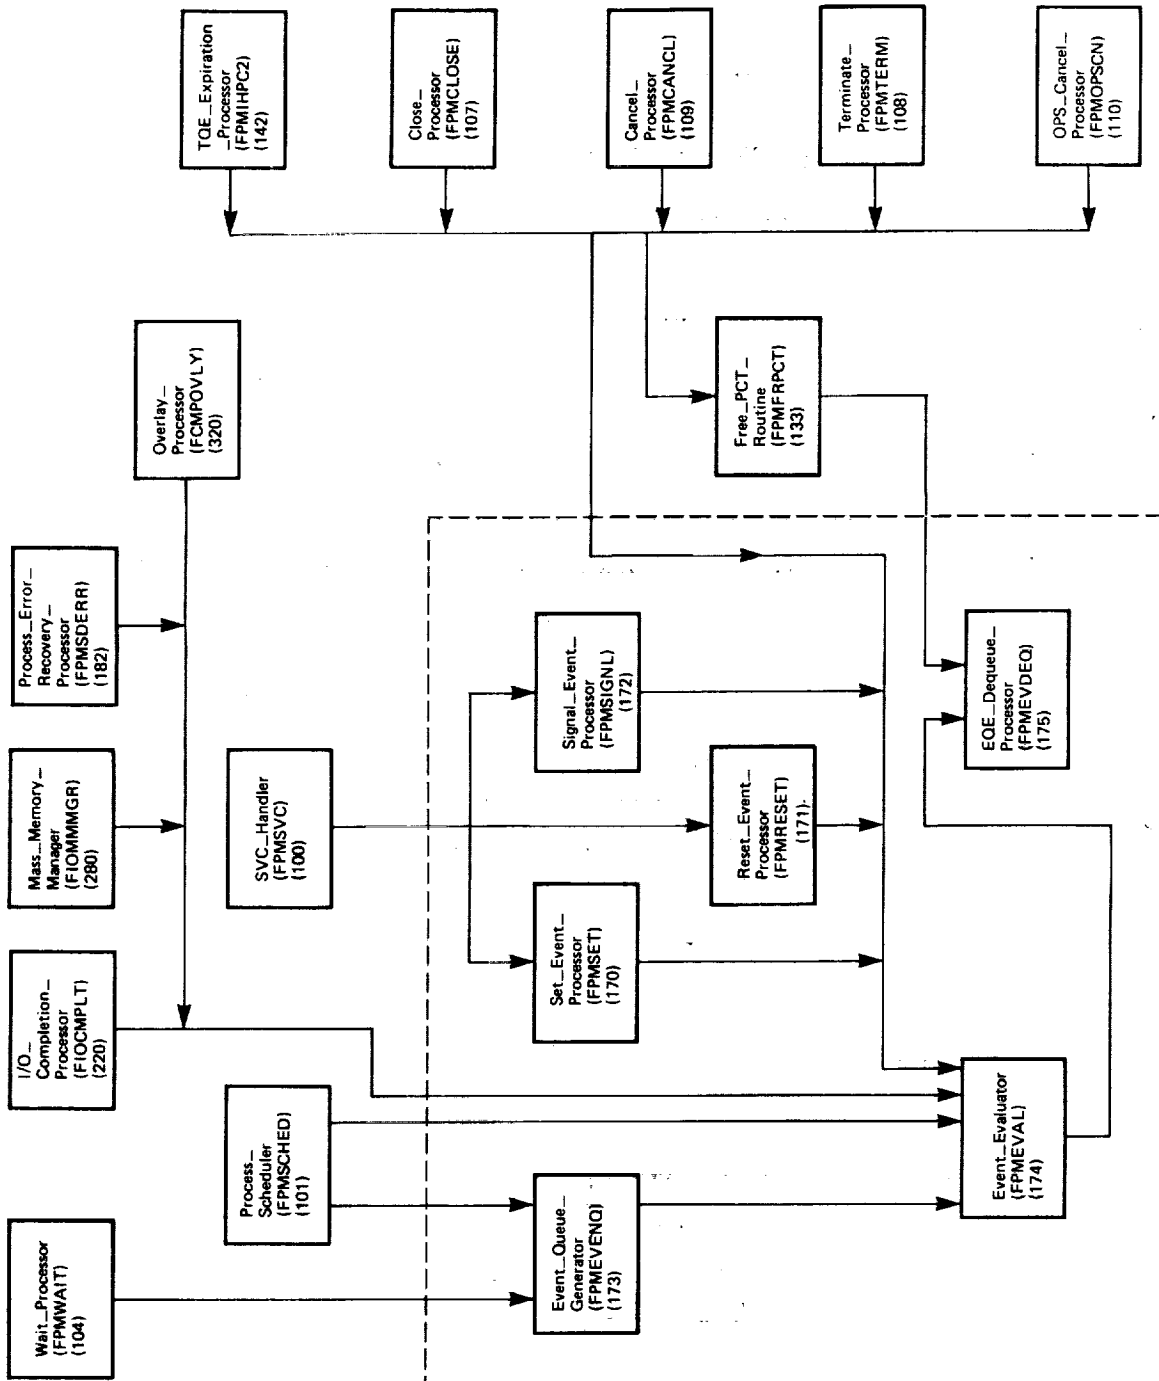 Wait_Processor
(FPMWAIT)
(104)
I/O_
Completion_
Processor
(FIOCMPLT)
(220)
Mass_Memory_
Manager
(FIOMMMGR)
(280)
Process_Error_
Recovery_
Processor
(FPMSDERR)
(182)
Overlay_
Processor
(FCMPOVLY)
(320)
TQE_Expiration
_Processor
(FPMIHPC2)
(142)
Process_
Scheduler
(FPMSCHED)
(101)
SVC_Handler
(FPMSVC)
(100)
Close_
Processor
(FPMCLOSE)
(107)
Event_Queue_
Generator
(FPMEVENQ)
(173)
Set_Event_
Processor
(FPMSET)
(170)
Signal_Event_
Processor
(FPMSIGNL)
(172)
Cancel_
Processor
(FPMCANCL)
(109)
Reset_Event_
Processor
(FPMRESET)
(171)
Free_PCT_
Routine
(FPMFRPCT)
(133)
Terminate_
Processor
(FPMTERM)
(108)
Event_Evaluator
(FPMEVAL)
(174)
EQE_Dequeue_
Processor
(FPMEVDEQ)
(175)
OPS_Cancel_
Processor
(FPMOPSCN)
(110)